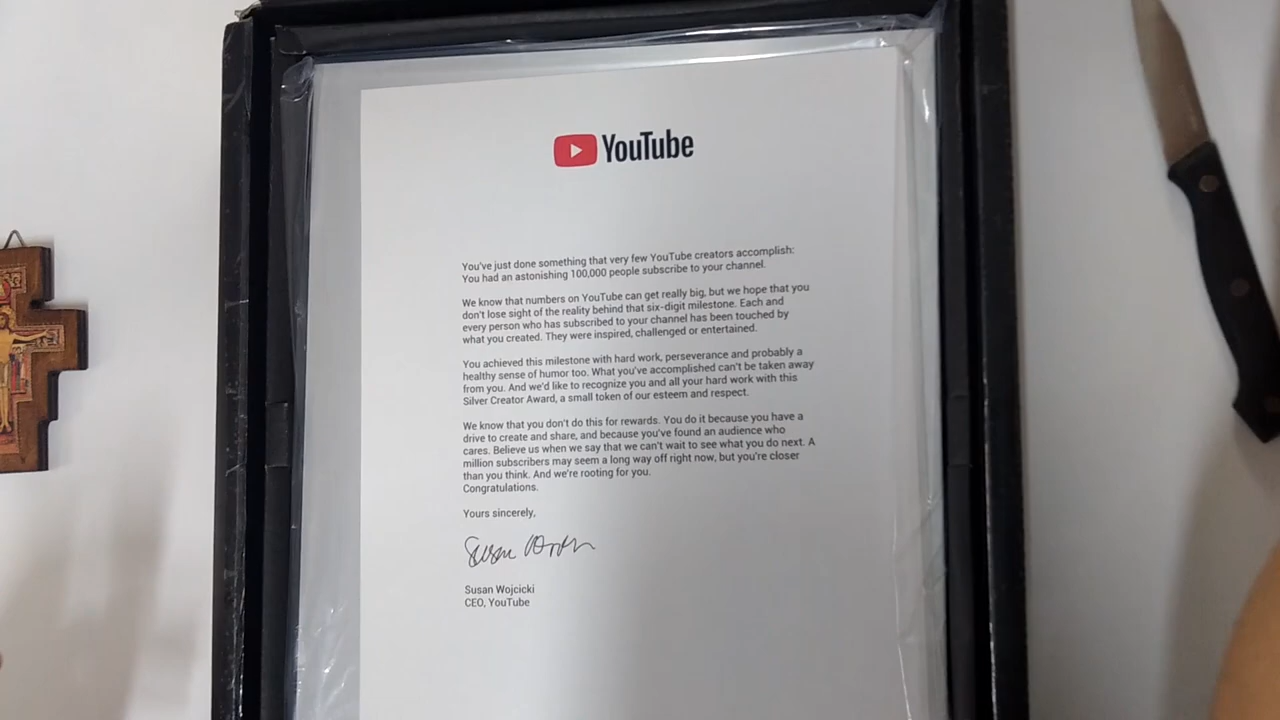 YouTube
You've just done something that very few YouTube creators accomplish:
You had an astonishing 100,000 people subscribe to your channel.
We know that numbers on YouTube can get really big, but we hope that you
don't lose sight of the reality behind that six-digit milestone. Each and
every person who has subscribed to your channel has been touched by
what you created. They were inspired, challenged or entertained.
You achieved this milestone with hard work, perseverance and probably a
healthy sense of humor too. What you've accomplished can't be taken away
from you. And we'd like to recognize you and all your hard work with this
Silver Creator Award, a small token of our esteem and respect.
We know that you don't do this for rewards. You do it because you have a
drive to create and share, and because you've found an audience who
cares. Believe us when we say that we can't wait to see what you do next. A
million subscribers may seem a long way off right now, but you're closer
than you think. And we're rooting for you.
Congratulations.
Yours sincerely,
Susan Wojcicki
CEO, YouTube